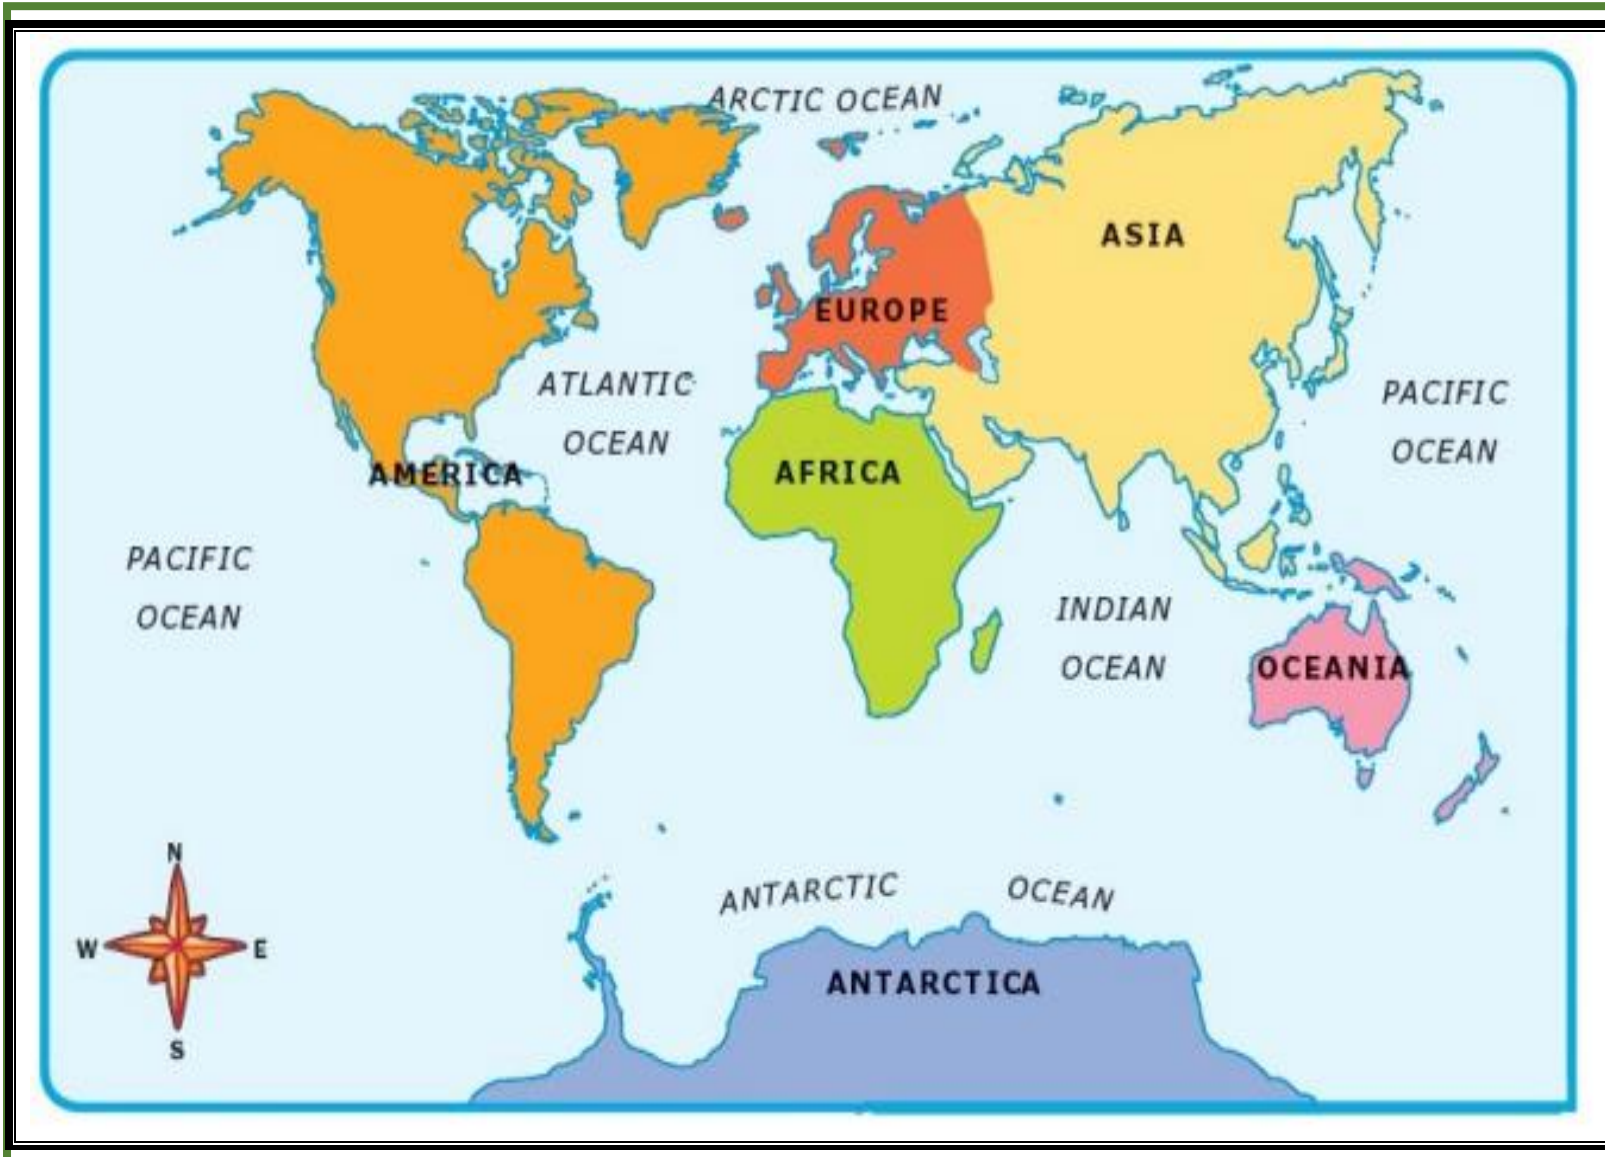 ARCTIC OCEAN
ASIA
EUROPE
ATLANTIC
OCEAN
PACIFIC
OCEAN
AMERICA
AFRICA
PACIFIC
OCEAN
INDIAN
OCEAN
OCEANIA
N
W
E
S
ANTARCTIC OCEAN
ANTARCTICA